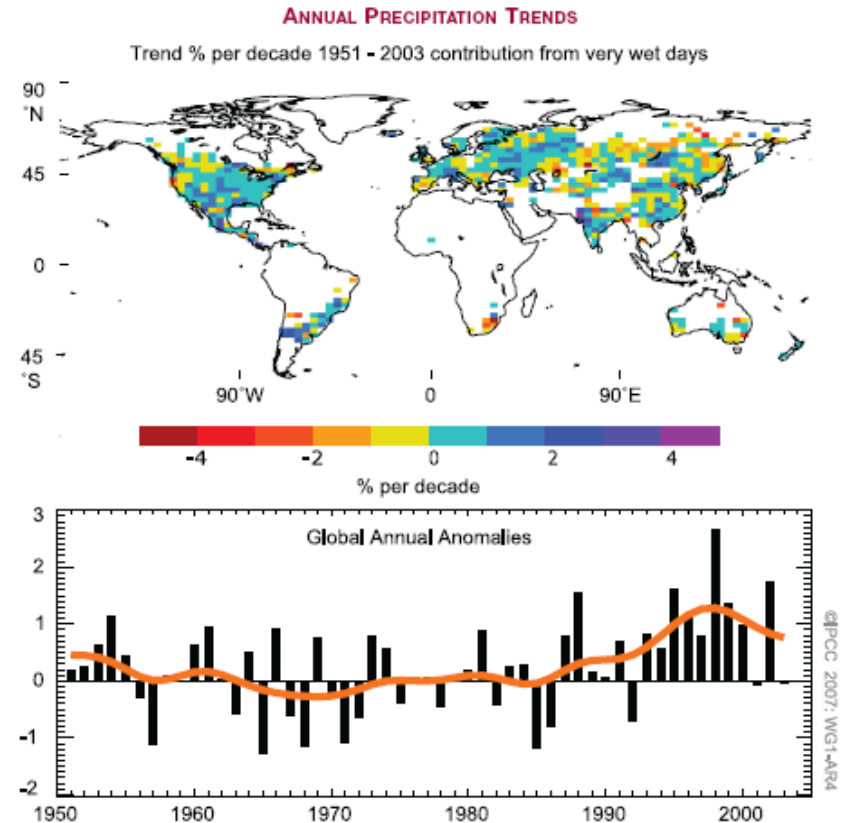 ANNUAL PRECIPITATION TRENDS
Trend % per decade 1951 - 2003 contribution from very wet days
90
°N
45
0
45
°S
90°W 0 90°E
-4 -2 0 2 4
% per decade
3
Global Annual Anomalies
2
1
0
-1
-2
1950 1960 1970 1980 1990 2000
©IPCC 2007: WG1-AR4